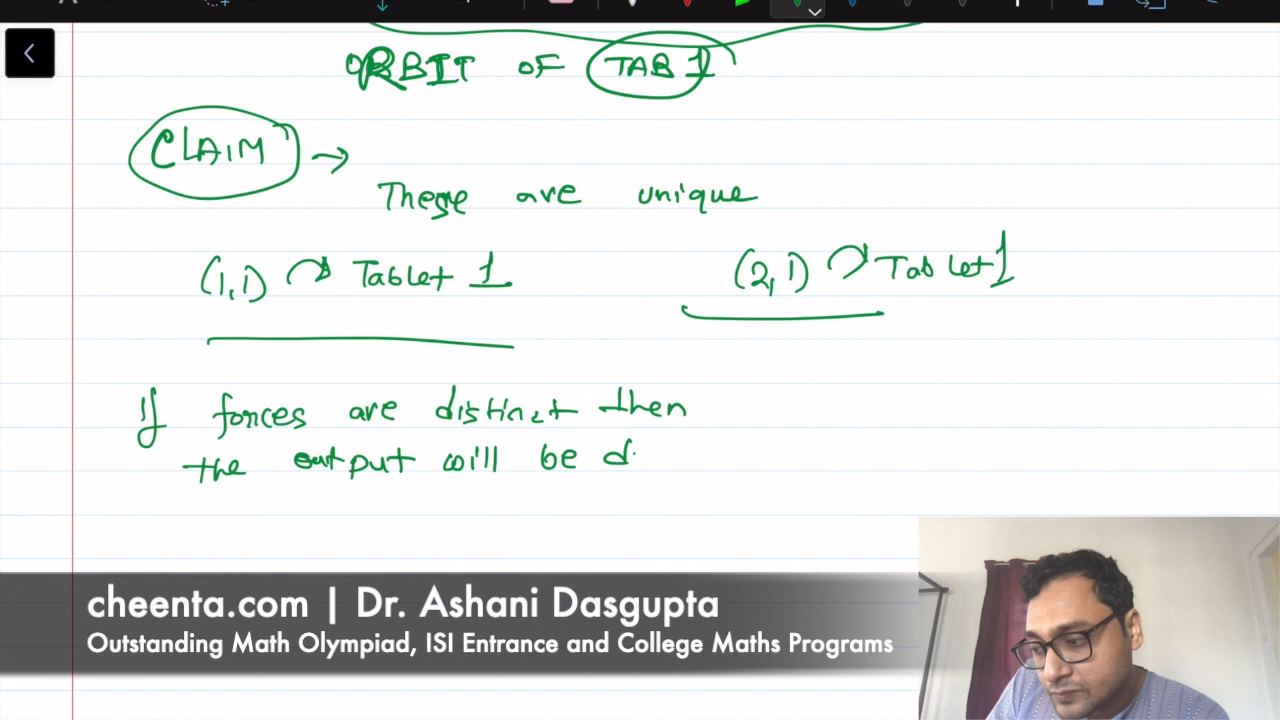 ORBIT OF TAB 1
CLAIM →
These are unique
(1,1) ↷ Tablet 1 (2,1) ↷ Tablet 1
If forces are distinct then
the output will be d
cheenta.com | Dr. Ashani Dasgupta
Outstanding Math Olympiad, ISI Entrance and College Maths Programs